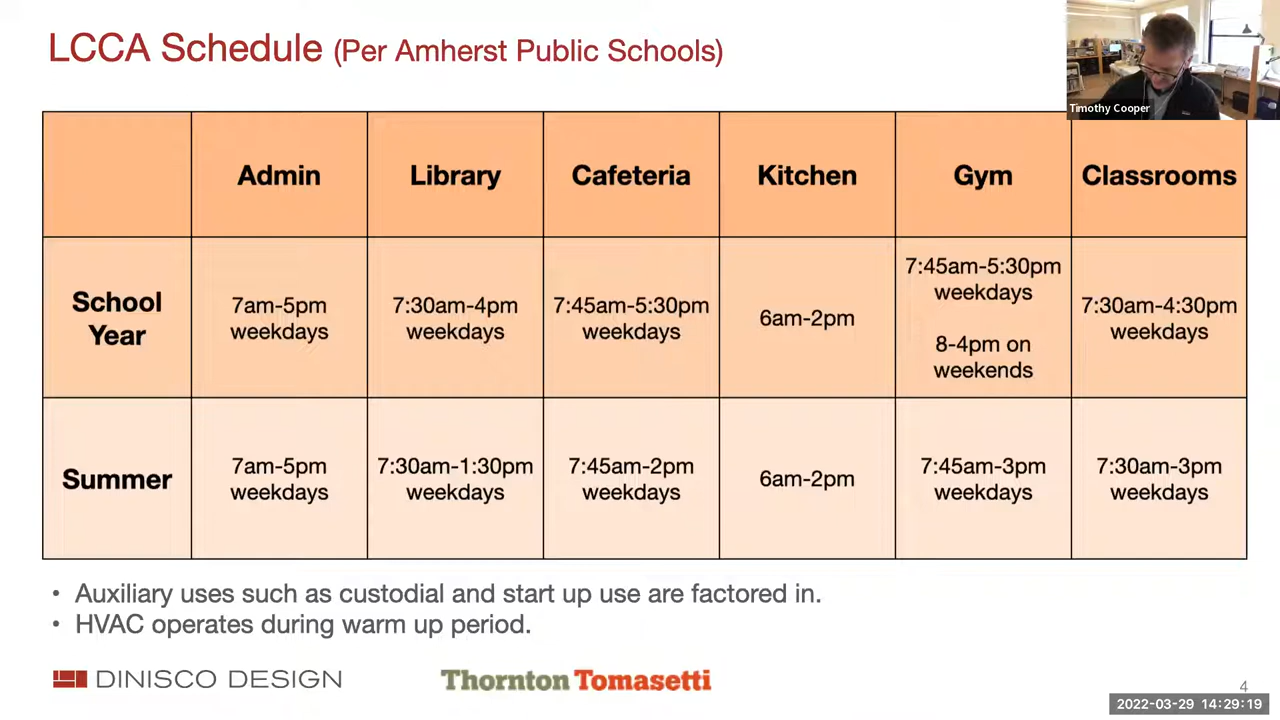 LCCA Schedule (Per Amherst Public Schools)
Timothy Cooper
Admin
Library
Cafeteria
Kitchen
Gym
Classrooms
School
Year
7am-5pm
weekdays
7:30am-4pm
weekdays
7:45am-5:30pm
weekdays
6am-2pm
7:45am-5:30pm
weekdays
8-4pm on
weekends
7:30am-4:30pm
weekdays
Summer
7am-5pm
weekdays
7:30am-1:30pm
weekdays
7:45am-2pm
weekdays
6am-2pm
7:45am-3pm
weekdays
7:30am-3pm
weekdays
• Auxiliary uses such as custodial and start up use are factored in.
• HVAC operates during warm up period.
DINISCO DESIGN
Thornton Tomasetti
4
2022-03-29 14:29:19